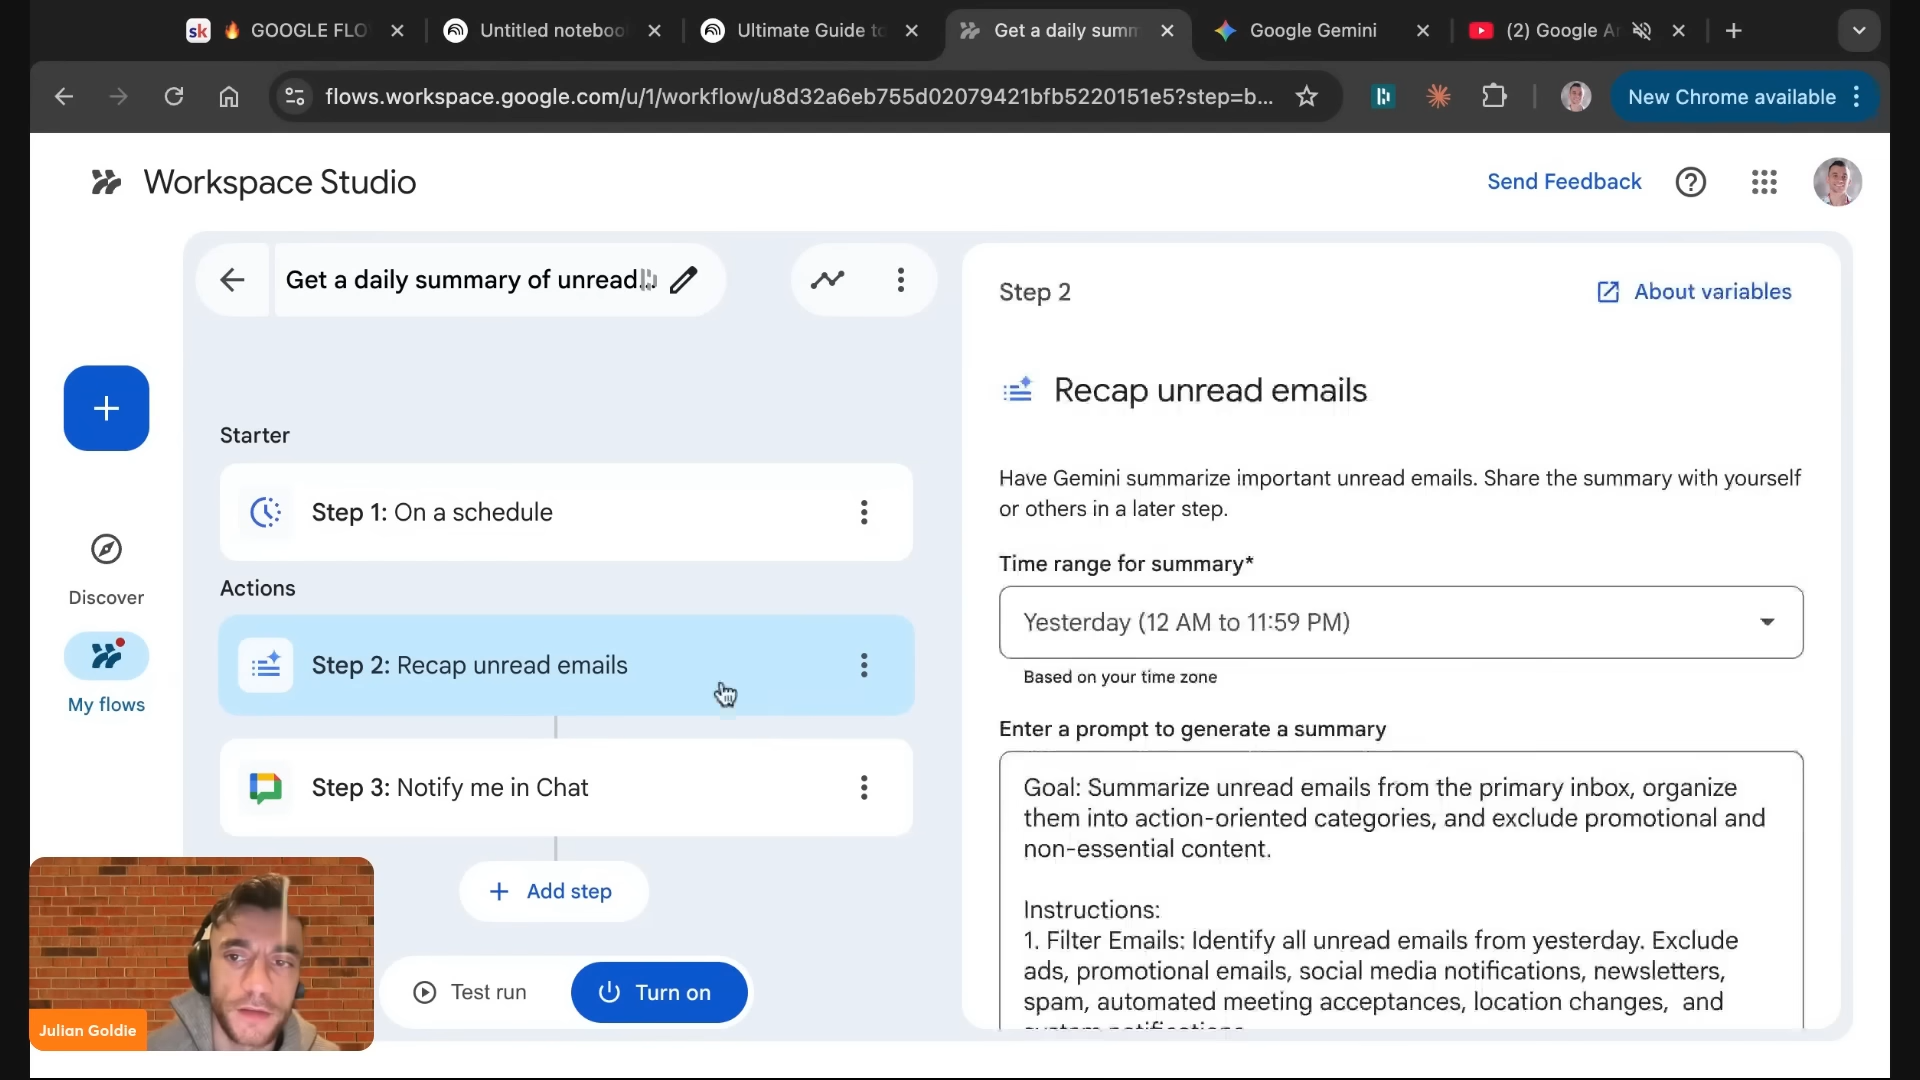 sk GOOGLE FLO
Untitled noteboo
Ultimate Guide to
Get a daily summ
Google Gemini
(2) Google A
flows.workspace.google.com/u/1/workflow/u8d32a6eb755d02079421bfb5220151e5?step=b...
New Chrome available
Workspace Studio
Send Feedback
Get a daily summary of unread...
Starter
Step 1: On a schedule
Actions
Step 2: Recap unread emails
Step 3: Notify me in Chat
Add step
Test run
Turn on
Discover
My flows
Julian Goldie
Step 2
About variables
Recap unread emails
Have Gemini summarize important unread emails. Share the summary with yourself
or others in a later step.
Time range for summary*
Yesterday (12 AM to 11:59 PM)
Based on your time zone
Enter a prompt to generate a summary
Goal: Summarize unread emails from the primary inbox, organize
them into action-oriented categories, and exclude promotional and
non-essential content.
Instructions:
1. Filter Emails: Identify all unread emails from yesterday. Exclude
ads, promotional emails, social media notifications, newsletters,
spam, automated meeting acceptances, location changes, and